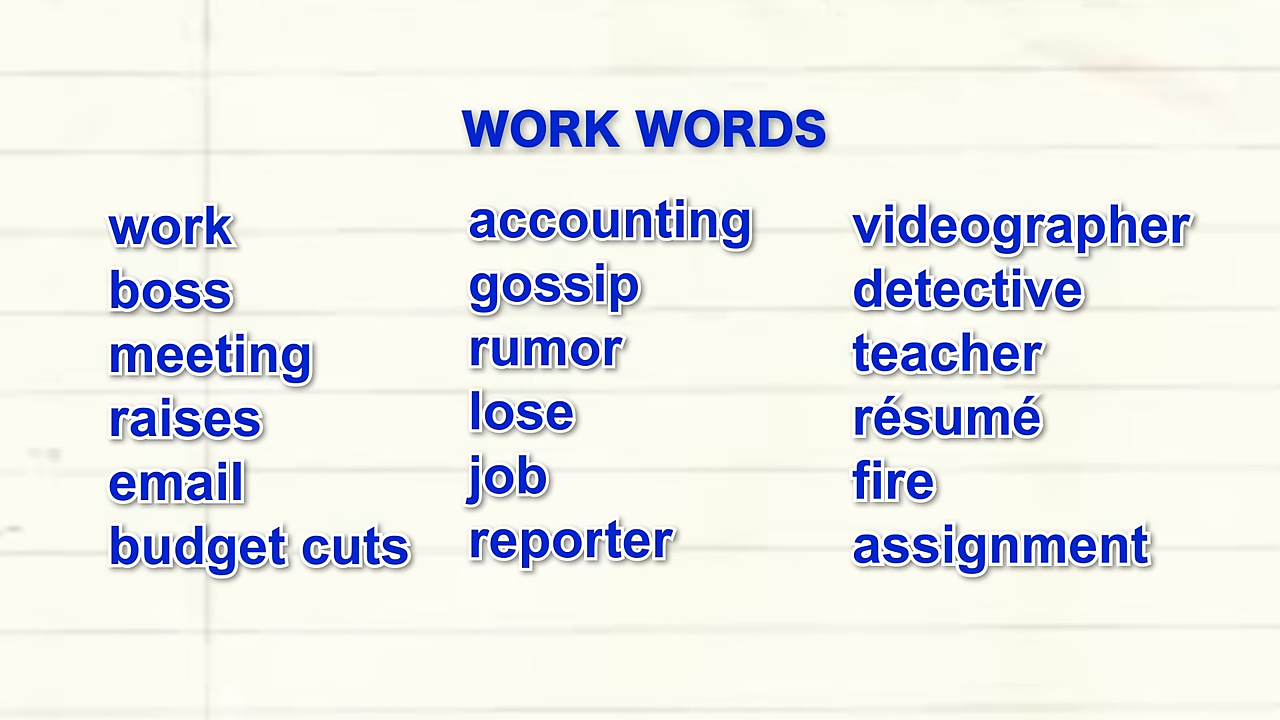 WORK WORDS
work
boss
meeting
raises
email
budget cuts
accounting
gossip
rumor
lose
job
reporter
videographer
detective
teacher
résumé
fire
assignment